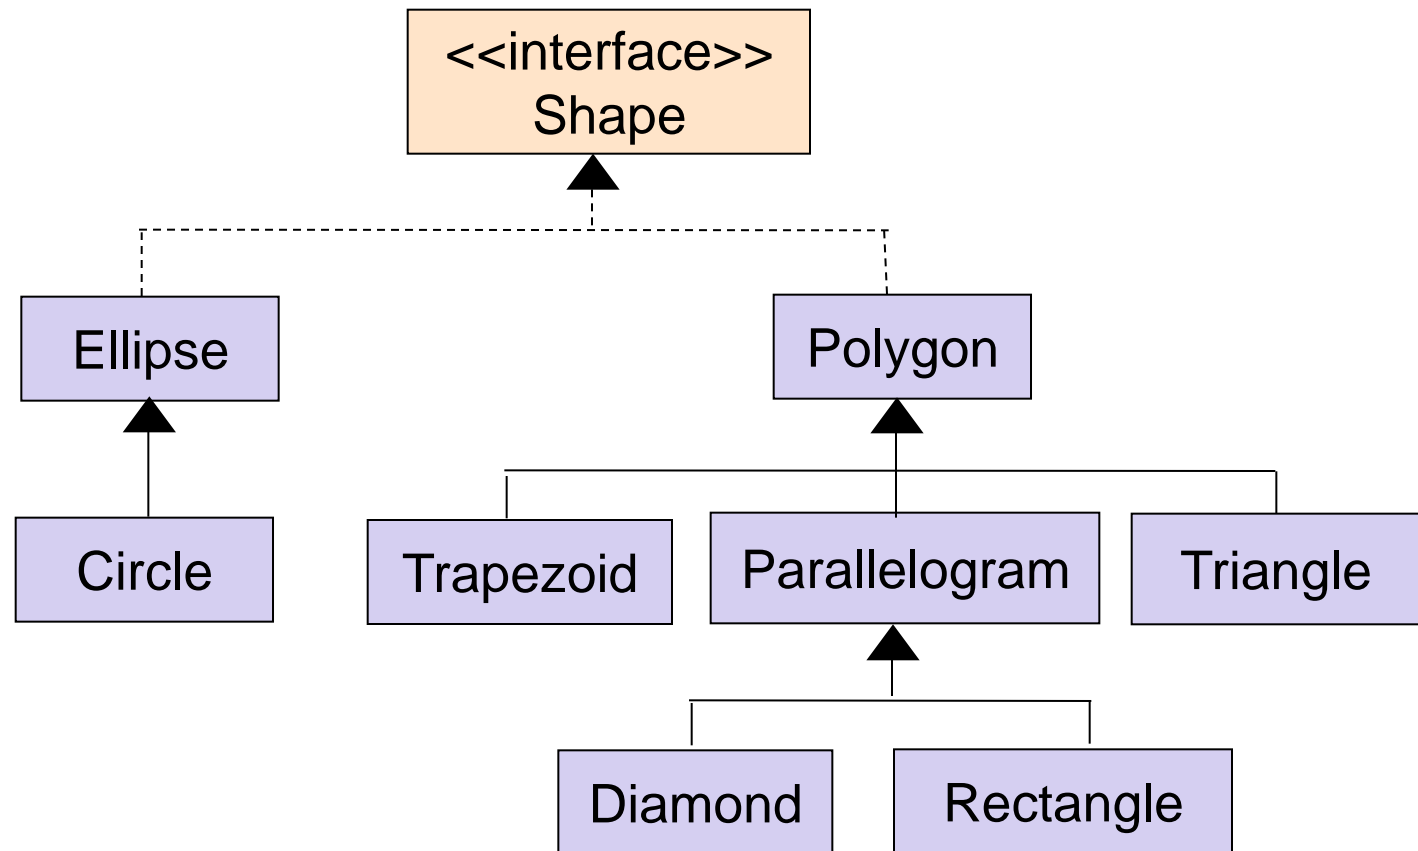 <<interface>>
Shape
Ellipse
Polygon
Circle
Trapezoid
Parallelogram
Triangle
Diamond
Rectangle